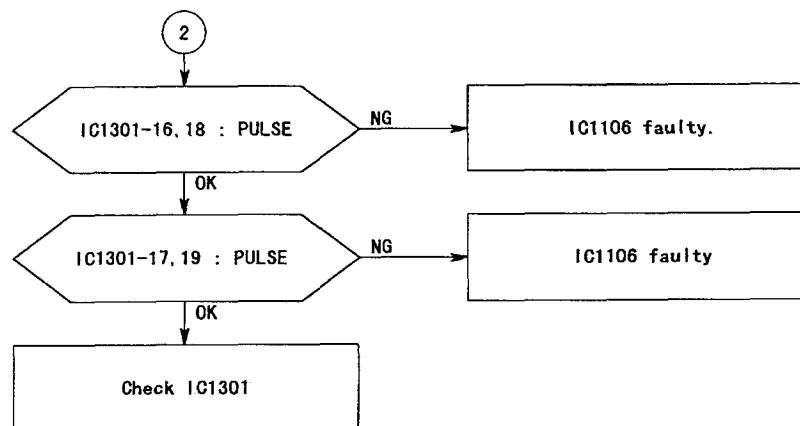 2
IC1301-16,18 : PULSE
NG
IC1106 faulty.
OK
IC1301-17,19 : PULSE
NG
IC1106 faulty
OK
Check IC1301